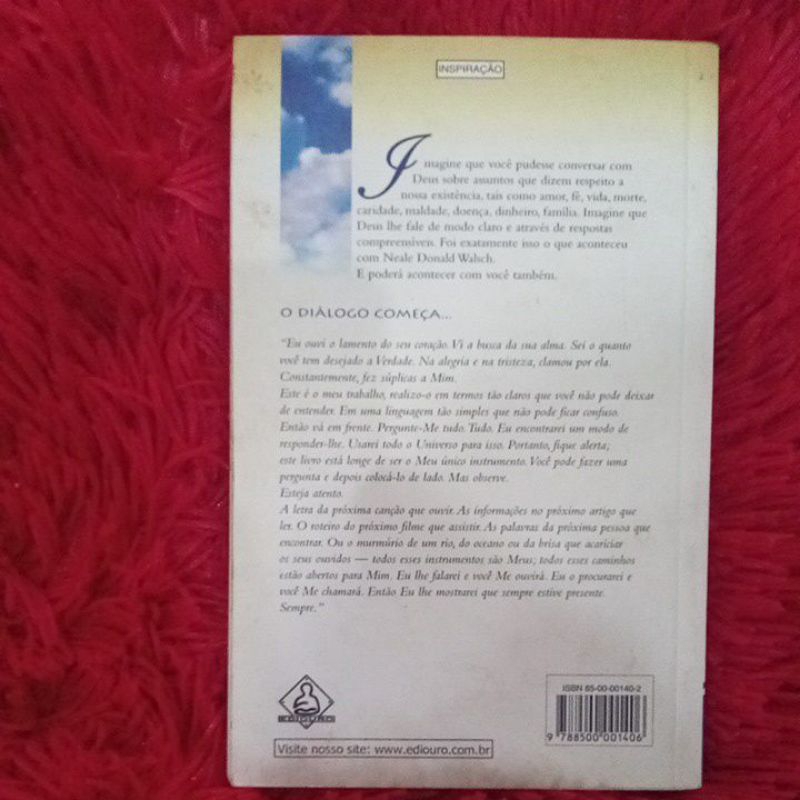 INSPIRAÇÃO
Imagine que você pudesse conversar com
Deus sobre assuntos que dizem respeito a
nossa existência, tais como amor, fé, vida, morte,
caridade, maldade, doença, dinheiro, família. Imagine que
Deus lhe fale de modo claro e através de respostas
compreensíveis. Foi exatamente isso o que aconteceu
com Neale Donald Walsch.
E poderá acontecer com você também.
O DIÁLOGO COMEÇA...
"Eu ouvi o lamento do seu coração. Vi a busca da sua alma. Sei o quanto
você tem desejado a Verdade. Na alegria e na tristeza, clamou por ela.
Constantemente, fez súplicas a Mim.
Este é o meu trabalho, realizo-o em termos tão claros que você não pode deixar
de entender. Em uma linguagem tão simples que não pode ficar confuso.
Então vá em frente. Pergunte-Me tudo. Tudo. Eu encontrarei um modo de
responder-lhe. Usarei todo o Universo para isso. Portanto, fique alerta;
este livro está longe de ser o Meu único instrumento. Você pode fazer uma
pergunta e depois colocá-lo de lado. Mas observe.
Esteja atento.
A letra da próxima canção que ouvir. As informações no próximo artigo que
ler. O roteiro do próximo filme que assistir. As palavras da próxima pessoa que
encontrar. Ou o murmúrio de um rio, do oceano ou da brisa que acariciar
os seus ouvidos — todos esses instrumentos são Meus; todos esses caminhos
estão abertos para Mim. Eu lhe falarei e você Me ouvirá. Eu o procurarei e
você Me chamará. Então Eu lhe mostrarei que sempre estive presente.
Sempre."
EDIOURO
Visite nosso site: www.ediouro.com.br
ISBN 85-00-00140-2
9 788500 001406